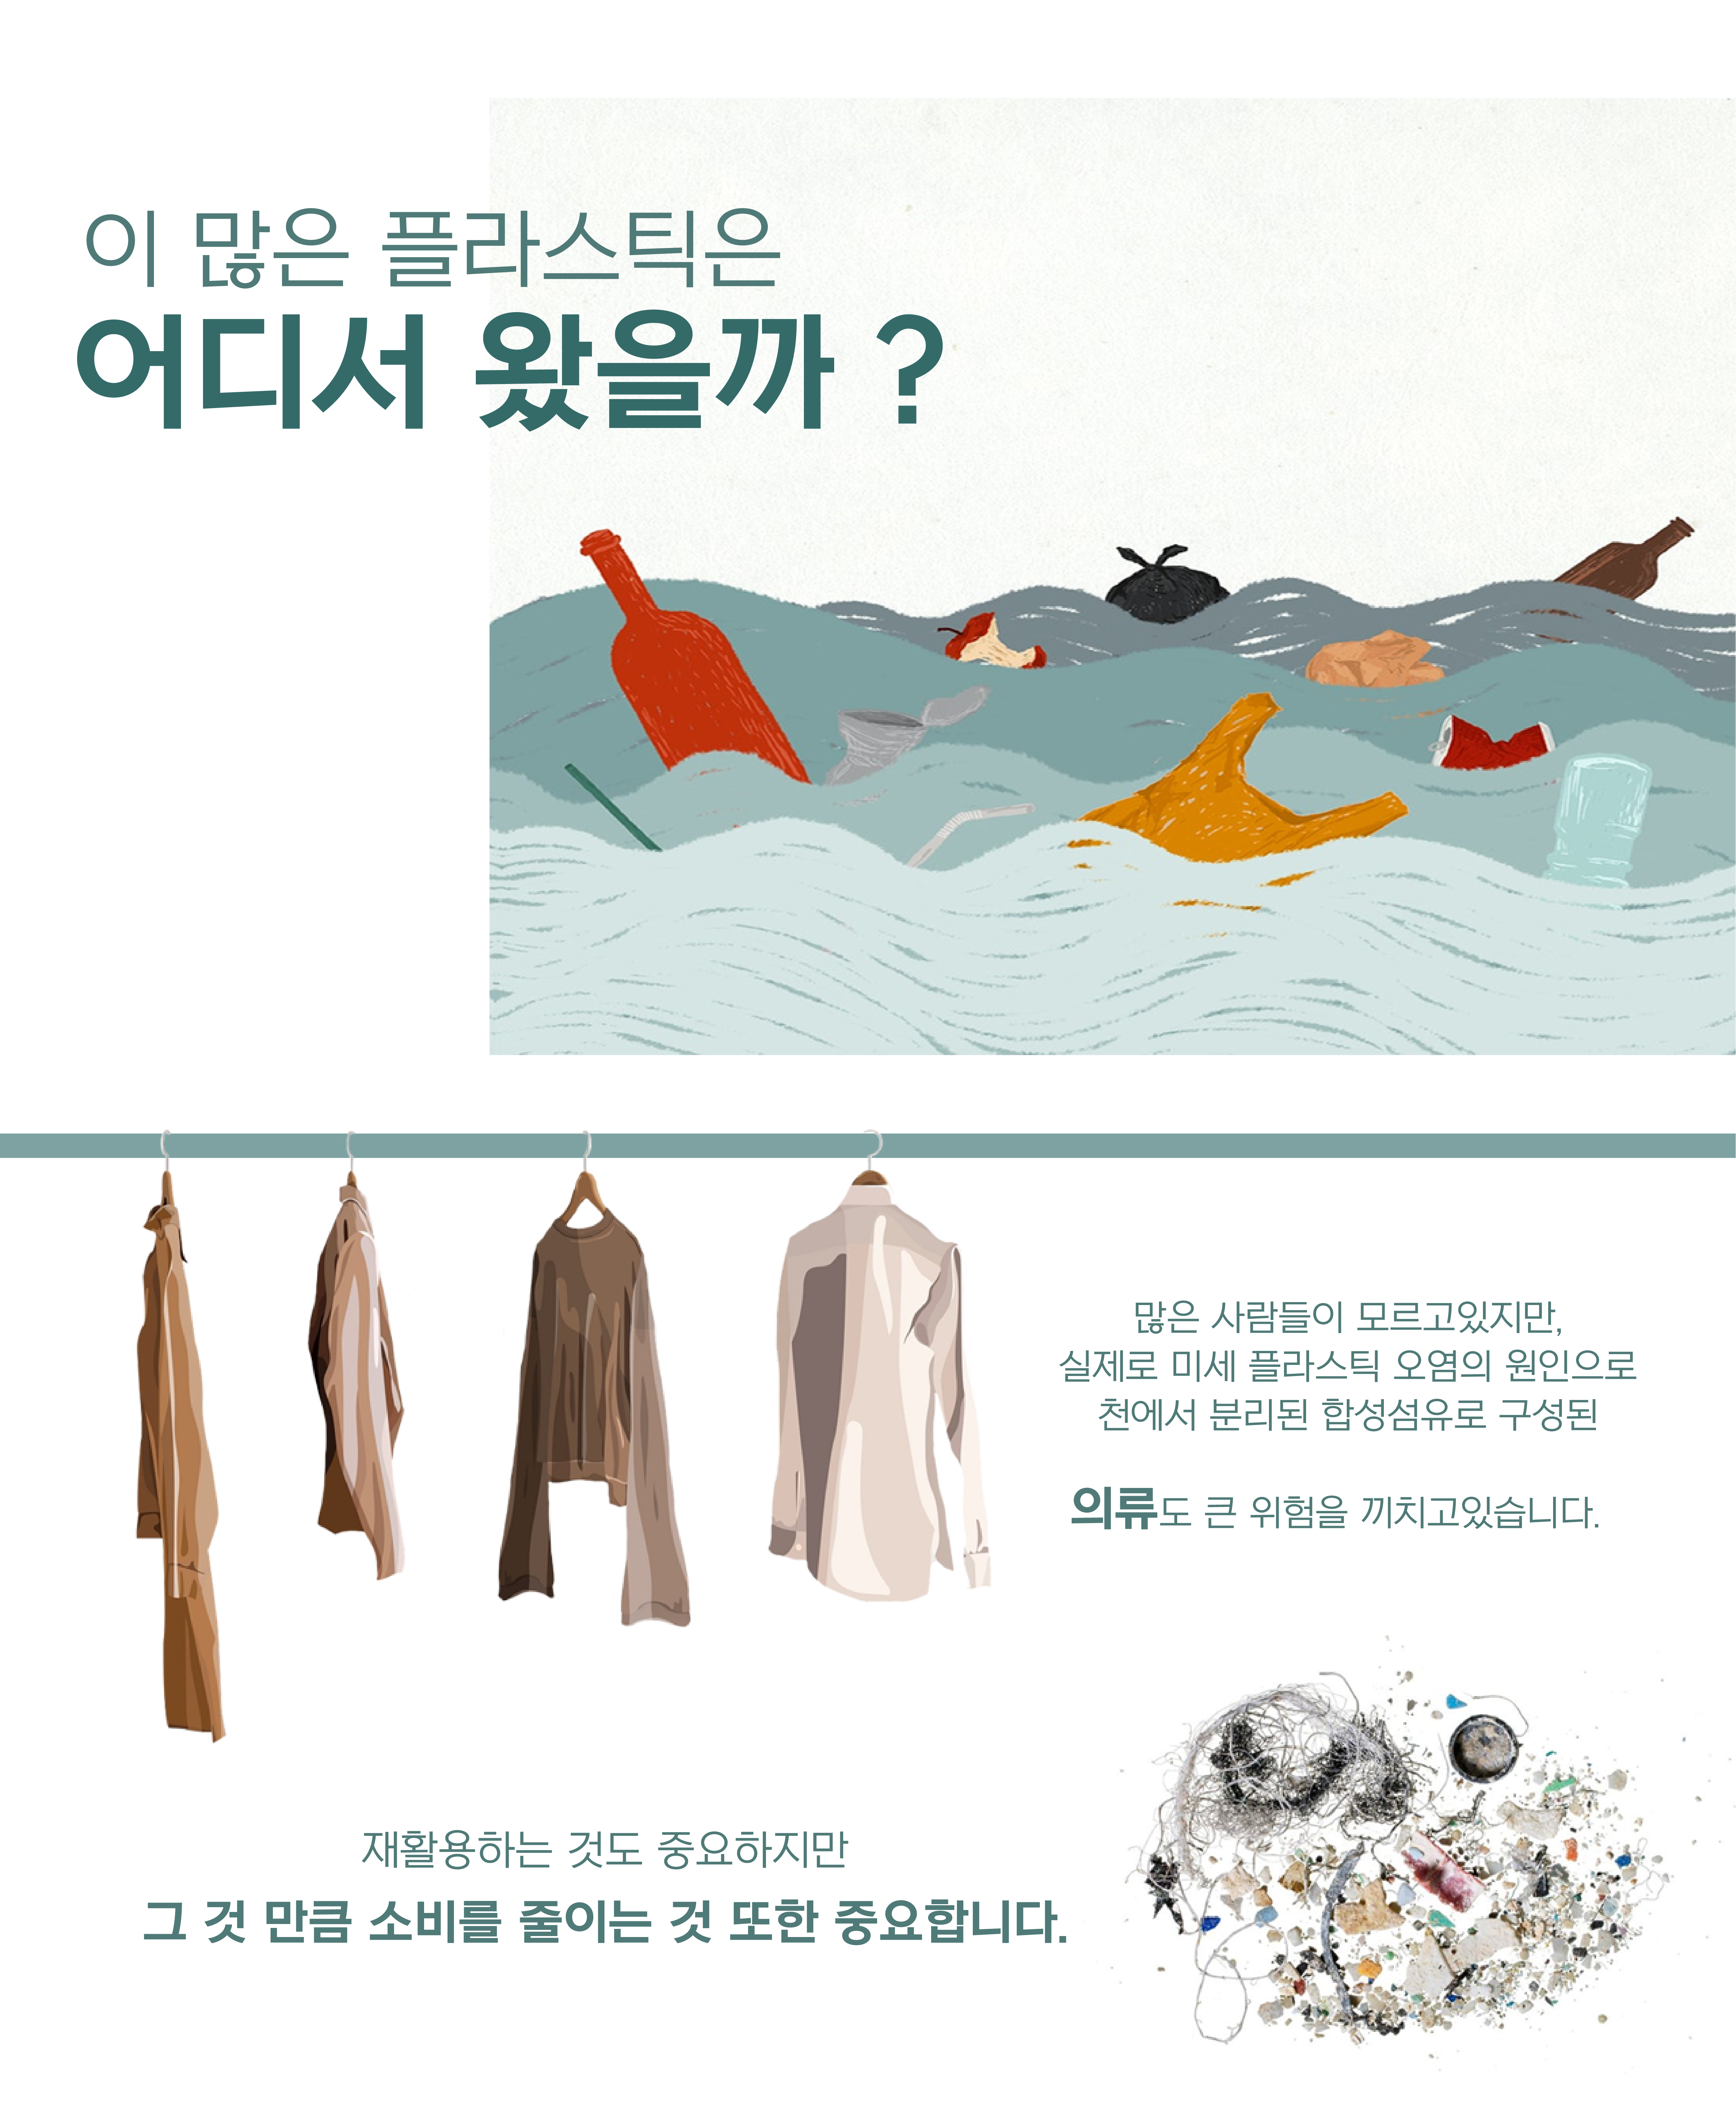 이 많은 플라스틱은
어디서 왔을까 ?
많은 사람들이 모르고있지만,
실제로 미세 플라스틱 오염의 원인으로
천에서 분리된 합성섬유로 구성된
의류도 큰 위험을 끼치고있습니다.
재활용하는 것도 중요하지만
그 것 만큼 소비를 줄이는 것 또한 중요합니다.